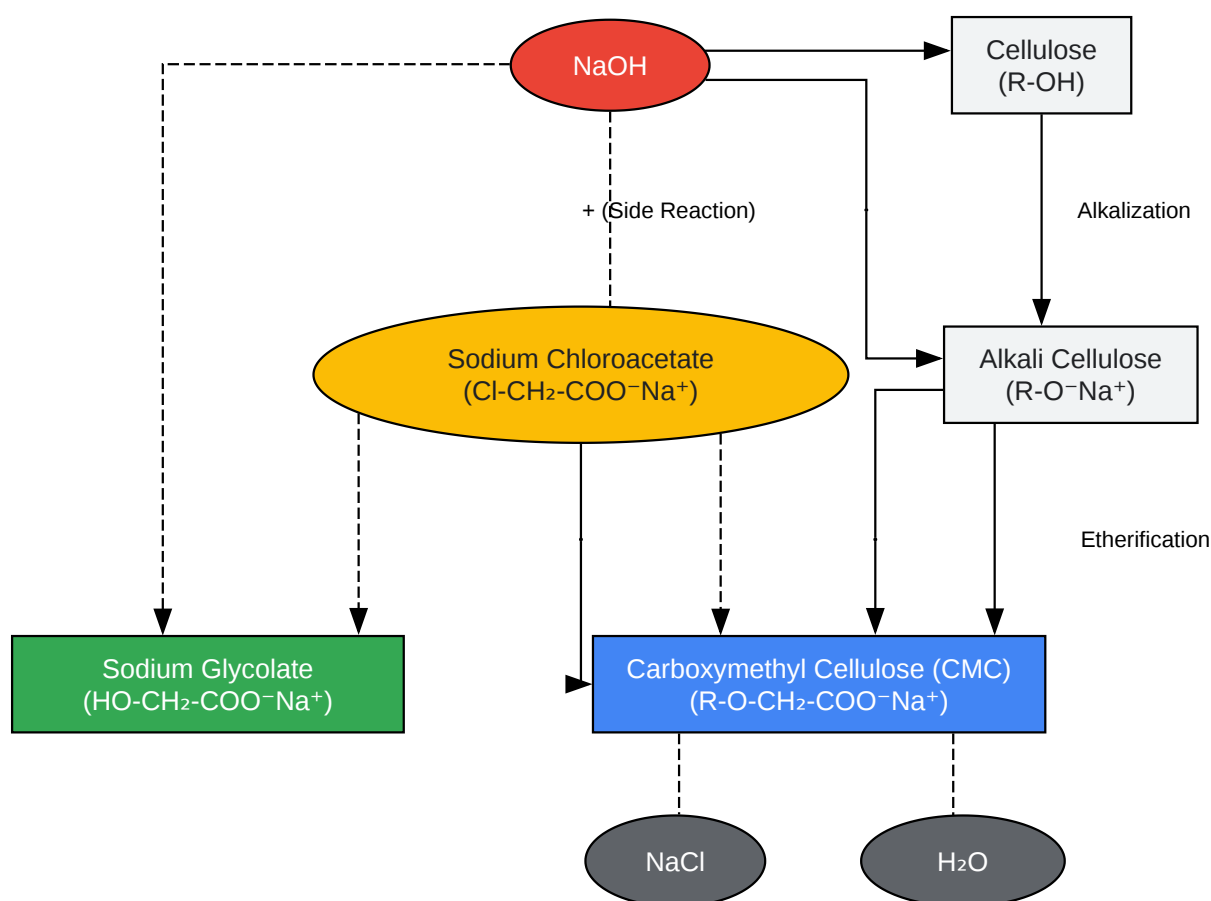 NaOH
Cellulose
(R-OH)
+ (Side Reaction)
Alkalization
Sodium Chloroacetate
(Cl-CH₂-COO⁻Na⁺)
Alkali Cellulose
(R-O⁻Na⁺)
Etherification
Sodium Glycolate
(HO-CH₂-COO⁻Na⁺)
Carboxymethyl Cellulose (CMC)
(R-O-CH₂-COO⁻Na⁺)
NaCl
H₂O